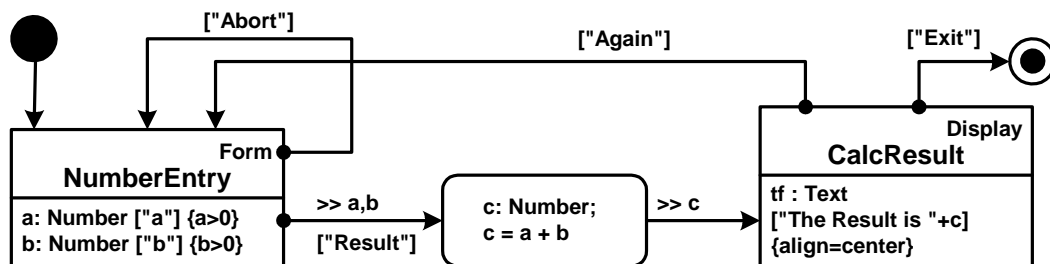 ["Abort"]
["Again"]
["Exit"]
Form
NumberEntry
a: Number ["a"] {a>0}
b: Number ["b"] {b>0}
>> a,b
["Result"]
c: Number;
c = a + b
>> c
Display
CalcResult
tf : Text
["The Result is "+c]
{align=center}